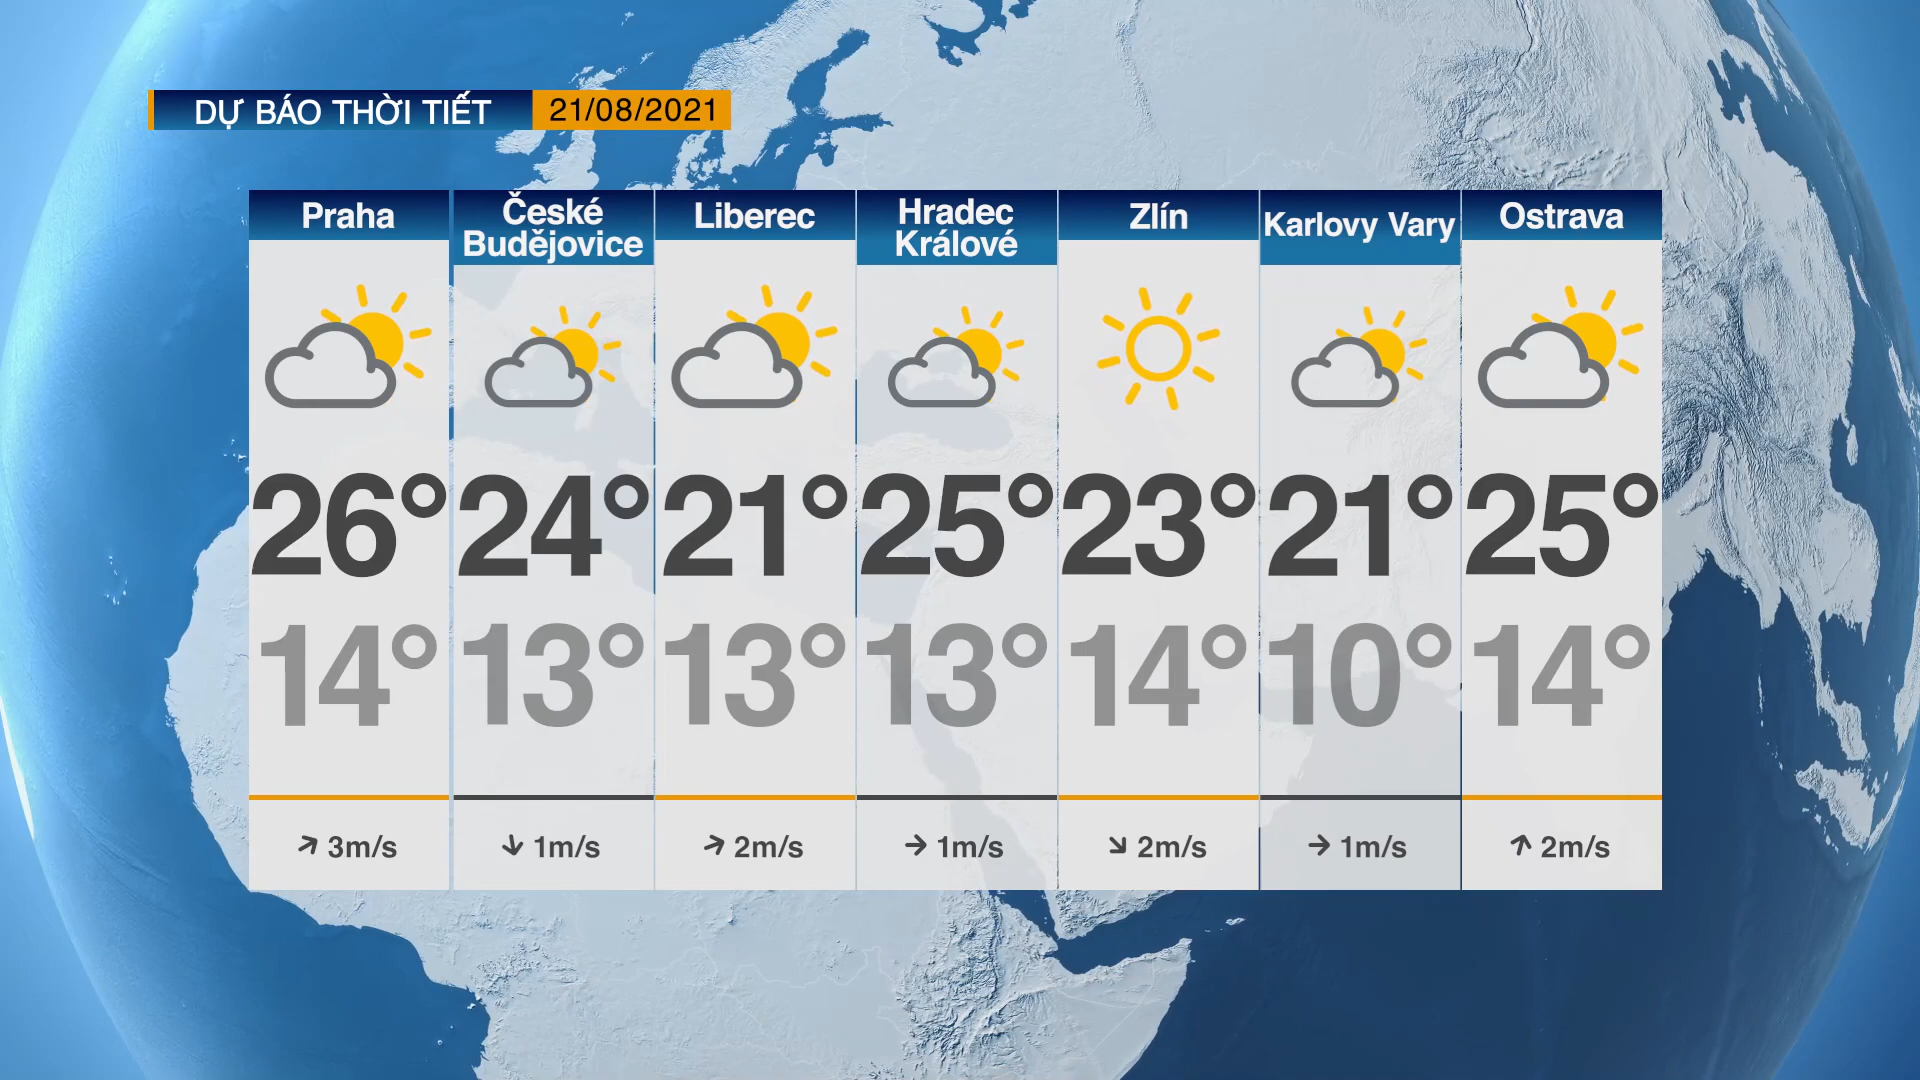 DỰ BÁO THỜI TIẾT 21/08/2021
Praha
26°
14°
3m/s
České
Budějovice
24°
13°
1m/s
Liberec
21°
13°
2m/s
Hradec
Králové
25°
13°
1m/s
Zlín
23°
14°
2m/s
Karlovy Vary
21°
10°
1m/s
Ostrava
25°
14°
2m/s